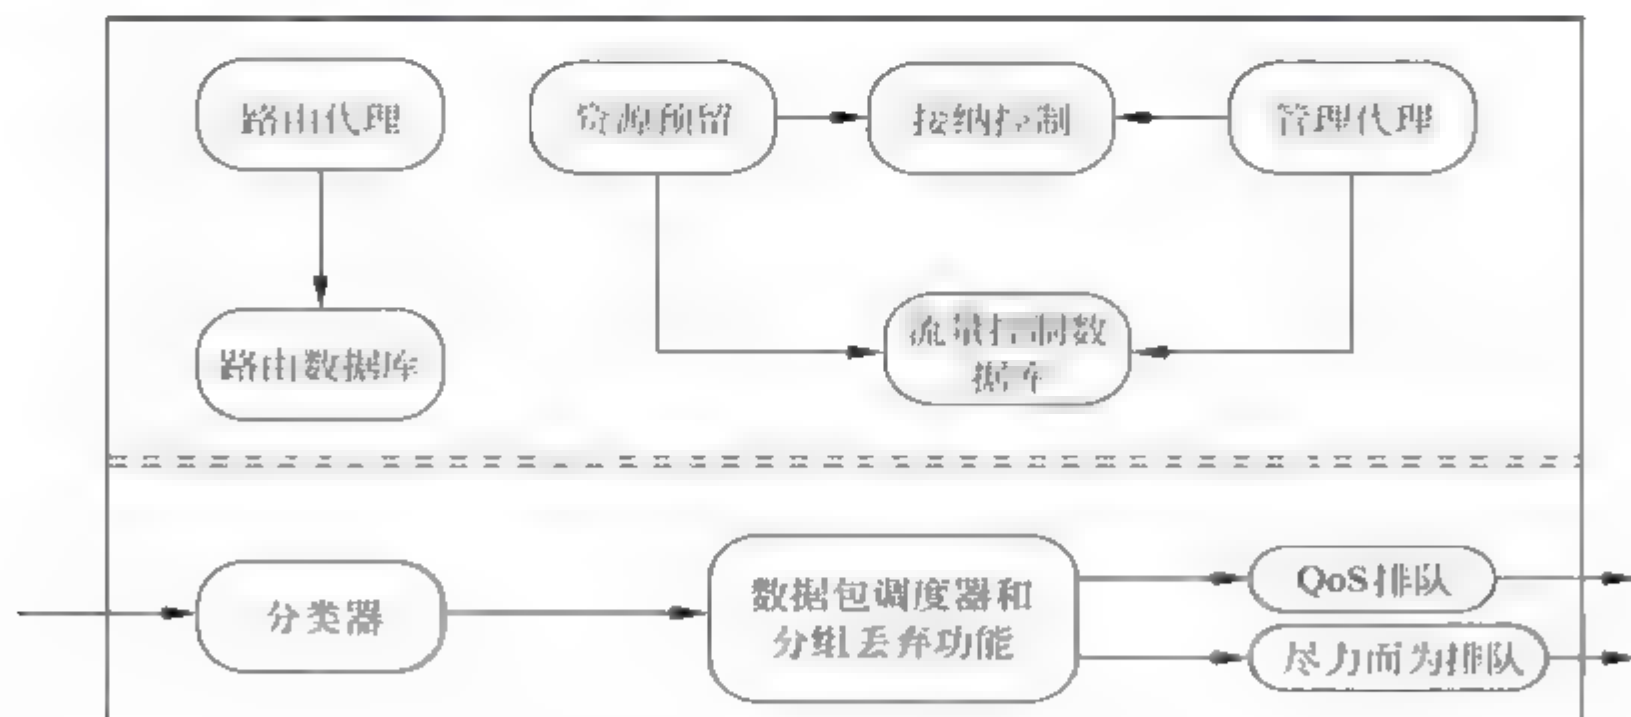 路由代理
资源预留
接纳控制
管理代理
路由数据库
流量控制数
据库
分类器
数据包调度器和
分组丢弃功能
QoS排队
尽力而为排队